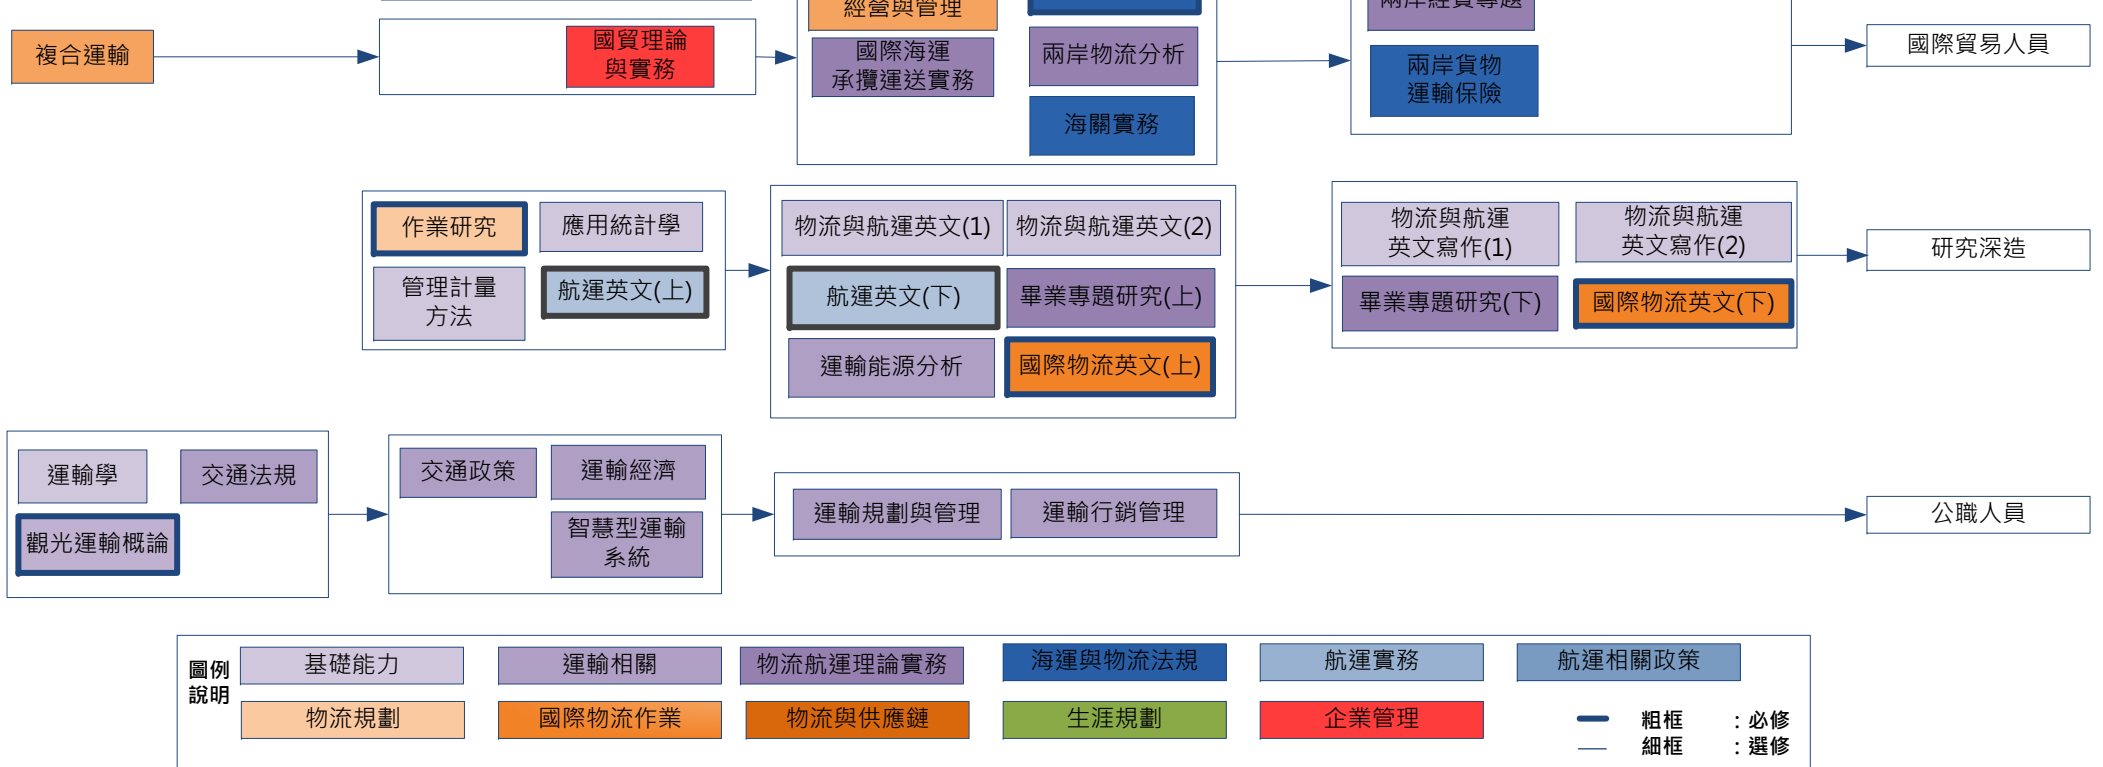 經營與管理
兩岸經貿專題
複合運輸
國貿理論
與實務
國際海運
承攬運送實務
兩岸物流分析
海關實務
兩岸貨物
運輸保險
國際貿易人員
作業研究
應用統計學
管理計量
方法
航運英文(上)
物流與航運英文(1)
物流與航運英文(2)
航運英文(下)
畢業專題研究(上)
運輸能源分析
國際物流英文(上)
物流與航運
英文寫作(1)
物流與航運
英文寫作(2)
畢業專題研究(下)
國際物流英文(下)
研究深造
運輸學
交通法規
觀光運輸概論
交通政策
運輸經濟
智慧型運輸
系統
運輸規劃與管理
運輸行銷管理
公職人員
圖例
說明
基礎能力
運輸相關
物流航運理論實務
海運與物流法規
航運實務
航運相關政策
物流規劃
國際物流作業
物流與供應鏈
生涯規劃
企業管理
粗框 : 必修
細框 : 選修